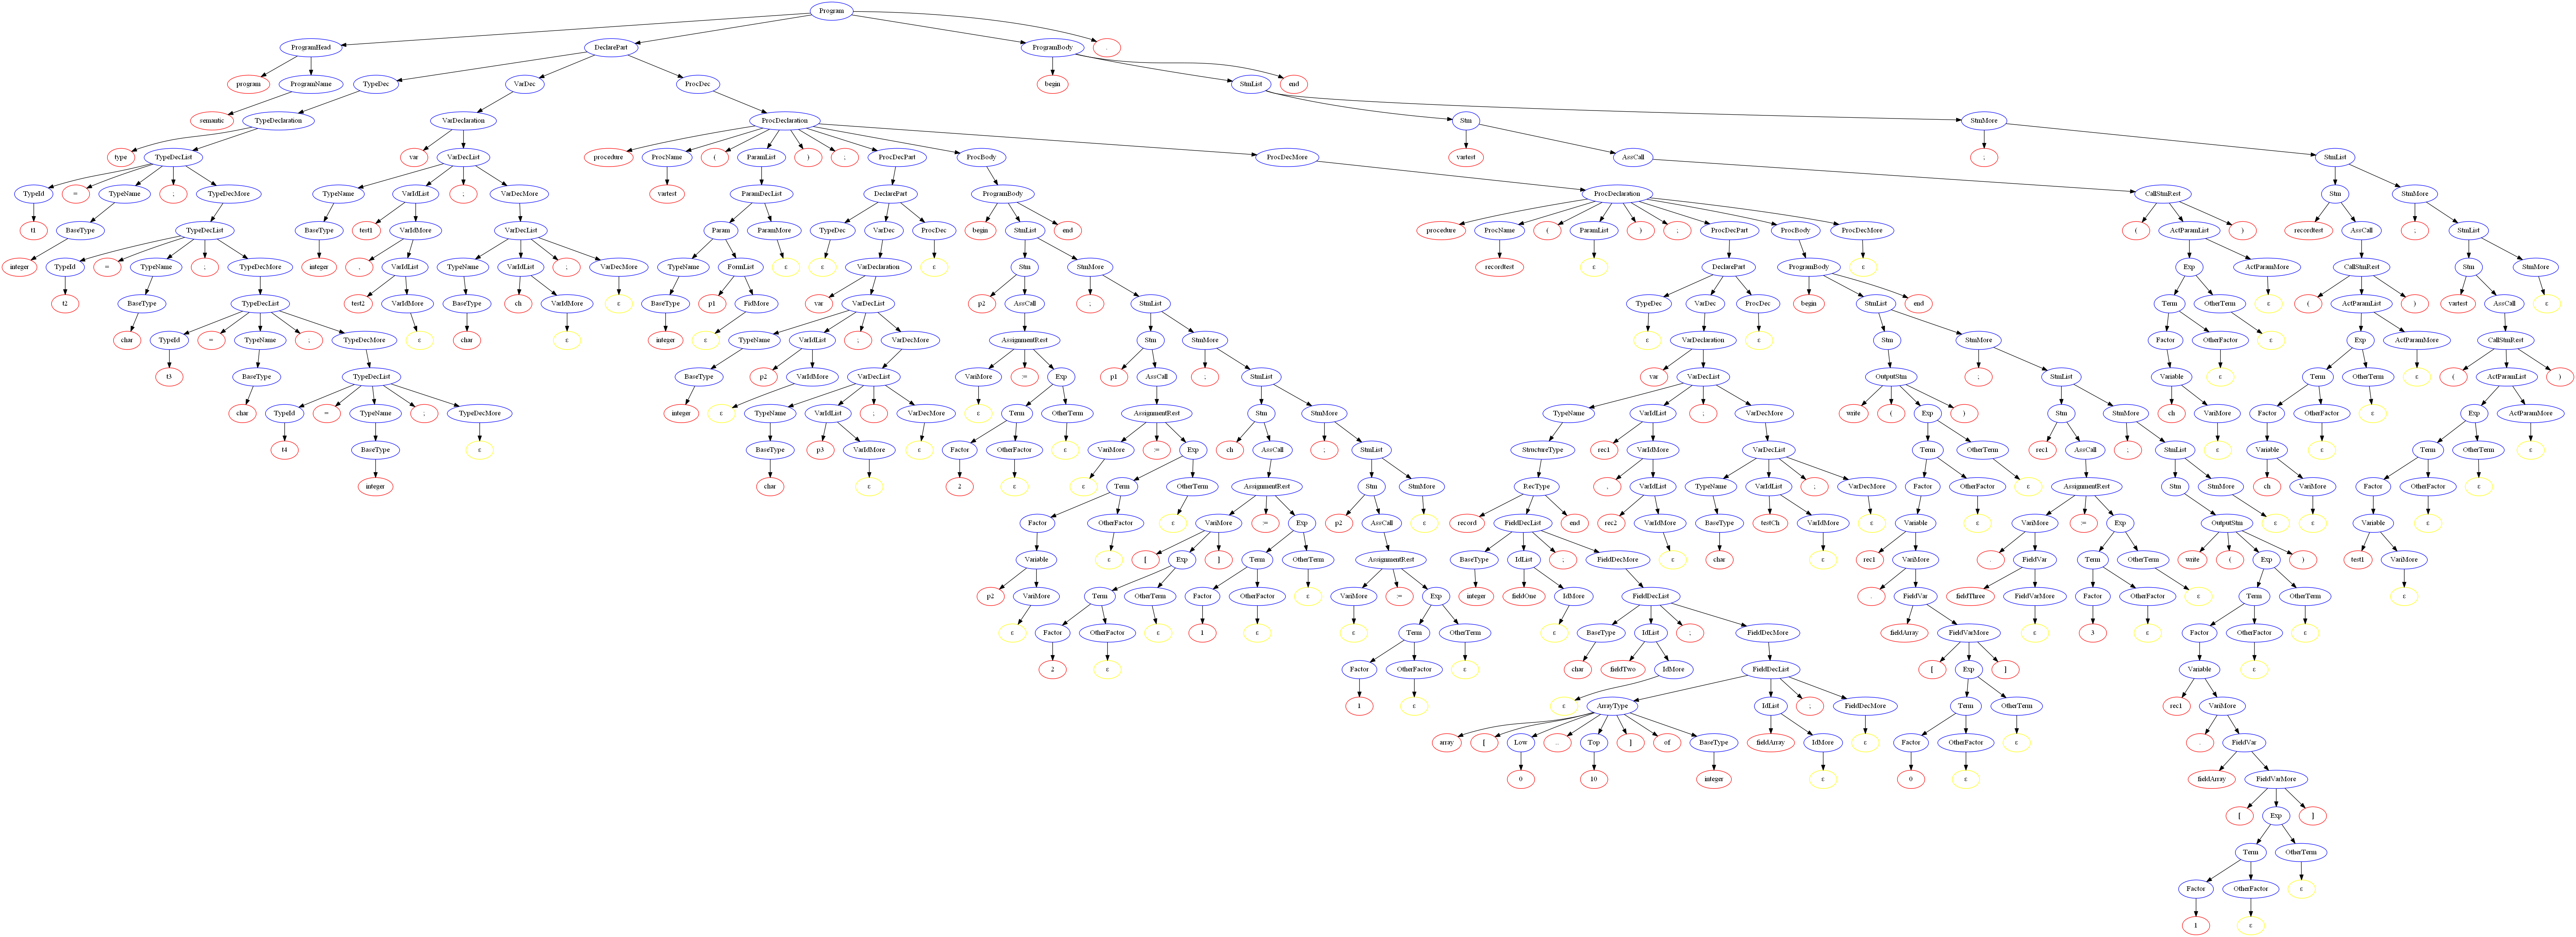 Program
ProgramHead DeclarePart ProgramBody .
program ProgramName TypeDec VarDec ProcDec begin StmList end
semantic TypeDeclaration VarDeclaration ProcDeclaration Stm StmMore
type TypeDecList var VarDecList procedure ProcName ( ParamList ) ; ProcDecPart ProcBody ProcDecMore vartest AssCall ; StmList
TypeId = TypeName ; TypeDecMore TypeName VarIdList ; VarDecMore vartest ParamDecList DeclarePart ProgramBody ProcDeclaration CallStmRest Stm StmMore
t1 BaseType TypeDecList BaseType test1 VarIdMore VarDecList Param ParamMore TypeDec VarDec ProcDec begin StmList end procedure ProcName ( ParamList ) ; ProcDecPart ProcBody ProcDecMore ( ActParamList ) recordtest AssCall ; StmList
integer TypeId = TypeName ; TypeDecMore integer , VarIdList TypeName VarIdList ; VarDecMore TypeName FormList ε ε VarDeclaration ε Stm StmMore recordtest ε DeclarePart ProgramBody ε Exp ActParamMore CallStmRest Stm StmMore
t2 BaseType TypeDecList test2 VarIdMore BaseType ch VarIdMore ε BaseType p1 FidMore var VarDecList p2 AssCall ; StmList TypeDec VarDec ProcDec begin StmList end Term OtherTerm ε ( ActParamList ) vartest AssCall ε
char TypeId = TypeName ; TypeDecMore ε char ε integer ε TypeName VarIdList ; VarDecMore AssignmentRest Stm StmMore ε VarDeclaration ε Stm StmMore Factor OtherFactor ε Exp ActParamMore CallStmRest
t3 BaseType TypeDecList BaseType p2 VarIdMore VarDecList VariMore := Exp p1 AssCall ; StmList var VarDecList OutputStm ; StmList Variable ε Term OtherTerm ε ( ActParamList )
char TypeId = TypeName ; TypeDecMore integer ε TypeName VarIdList ; VarDecMore ε Term OtherTerm AssignmentRest Stm StmMore TypeName VarIdList ; VarDecMore write ( Exp ) Stm StmMore ch VariMore Factor OtherFactor ε Exp ActParamMore
t4 BaseType ε BaseType p3 VarIdMore ε Factor OtherFactor ε VariMore := Exp ch AssCall ; StmList StructureType rec1 VarIdMore VarDecList Term OtherTerm rec1 AssCall ; StmList ε Variable ε Term OtherTerm ε
integer char ε 2 ε ε Term OtherTerm AssignmentRest Stm StmMore RecType , VarIdList TypeName VarIdList ; VarDecMore Factor OtherFactor ε AssignmentRest Stm StmMore ch VariMore Factor OtherFactor ε
Factor OtherFactor ε VariMore := Exp p2 AssCall ε record FieldDecList end rec2 VarIdMore BaseType testCh VarIdMore ε Variable ε VariMore := Exp OutputStm ε ε Variable ε
Variable ε [ Exp ] Term OtherTerm AssignmentRest BaseType IdList ; FieldDecMore ε char ε rec1 VariMore . FieldVar Term OtherTerm write ( Exp ) test1 VariMore
p2 VariMore Term OtherTerm Factor OtherFactor ε VariMore := Exp integer fieldOne IdMore FieldDecList . FieldVar fieldThree FieldVarMore Factor OtherFactor ε Term OtherTerm ε
ε Factor OtherFactor ε 1 ε ε Term OtherTerm ε BaseType IdList ; FieldDecMore fieldArray FieldVarMore ε 3 ε Factor OtherFactor ε
2 ε Factor OtherFactor ε char fieldTwo IdMore FieldDecList [ Exp ] Variable ε
1 ε ε ArrayType IdList ; FieldDecMore Term OtherTerm rec1 VariMore
array [ Low .. Top ] of BaseType fieldArray IdMore ε Factor OtherFactor ε . FieldVar
0 10 integer ε 0 ε fieldArray FieldVarMore
[ Exp ]
Term OtherTerm
Factor OtherFactor ε
1 ε